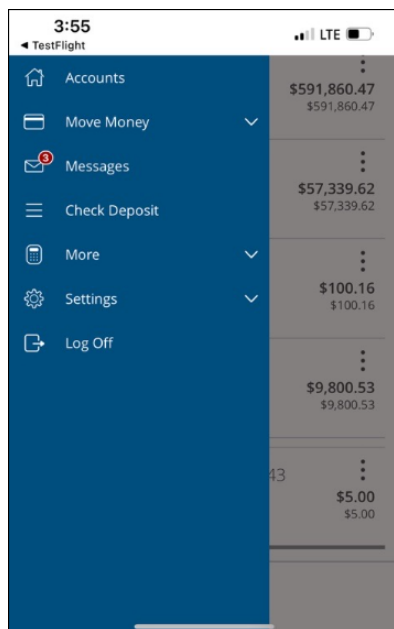 3:55
LTE
◄ TestFlight
Accounts
$591,860.47
$591,860.47
Move Money
3
Messages
$57,339.62
$57,339.62
Check Deposit
More
Settings
$100.16
$100.16
Log Off
$9,800.53
$9,800.53
43
$5.00
$5.00